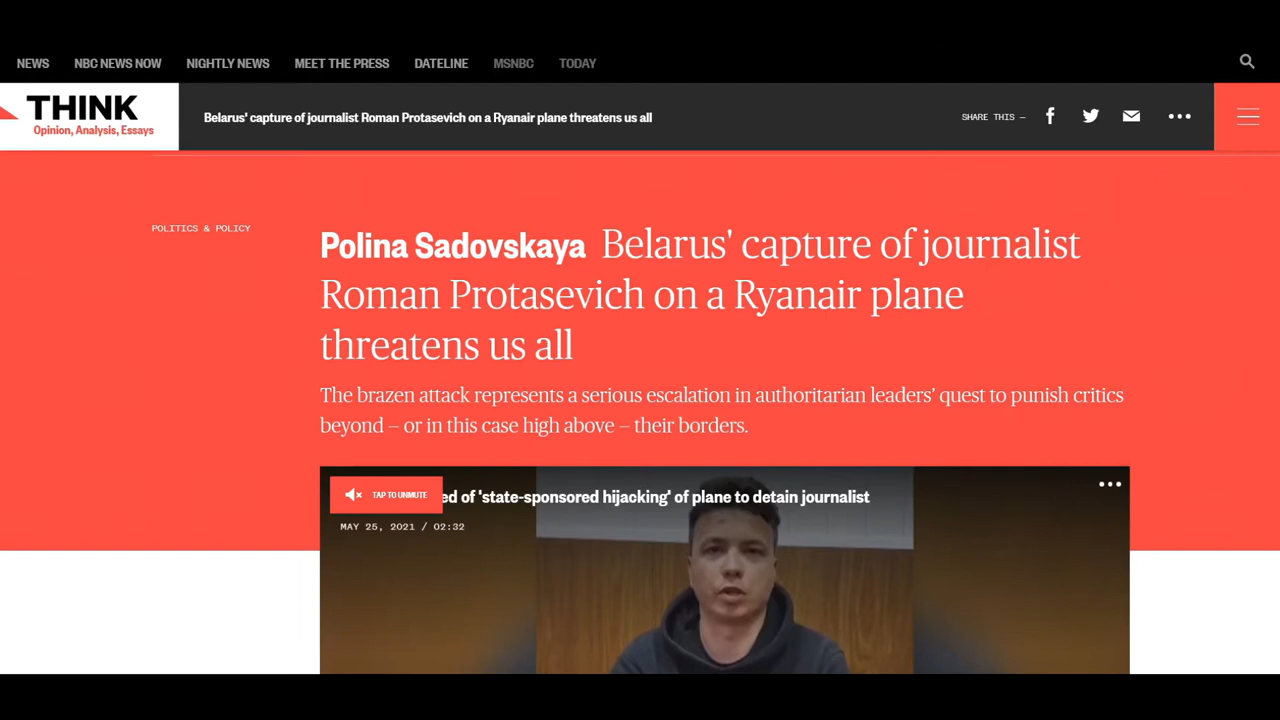 NEWS NBC NEWS NOW NIGHTLY NEWS MEET THE PRESS DATELINE MSNBC TODAY
THINK
Opinion, Analysis, Essays
Belarus' capture of journalist Roman Protasevich on a Ryanair plane threatens us all
SHARE THIS —
POLITICS & POLICY
Polina Sadovskaya Belarus' capture of journalist
Roman Protasevich on a Ryanair plane
threatens us all
The brazen attack represents a serious escalation in authoritarian leaders’ quest to punish critics
beyond — or in this case high above — their borders.
TAP TO UNMUTE
ed of 'state-sponsored hijacking' of plane to detain journalist
MAY 25, 2021 / 02:32